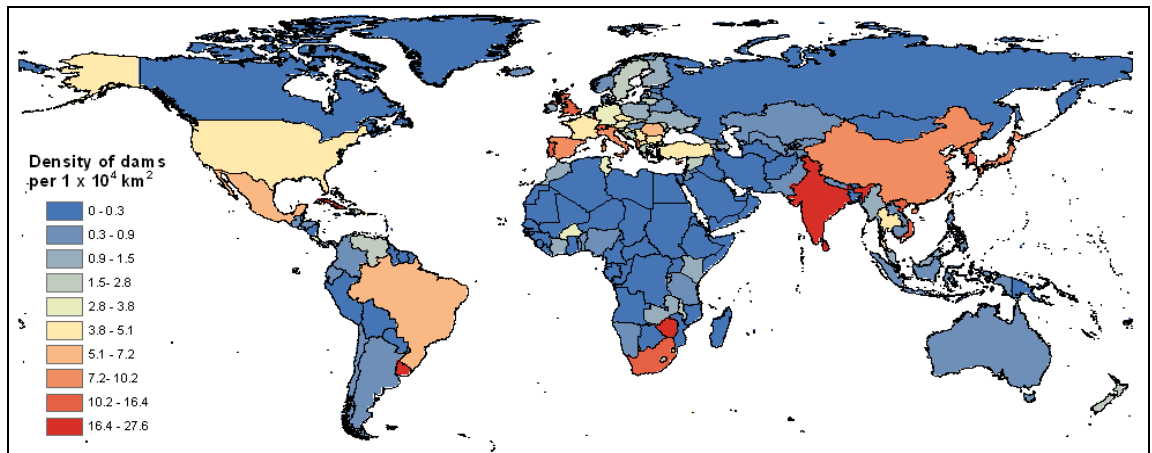 Density of dams
per 1 x 10⁴ km²
0 - 0.3
0.3 - 0.9
0.9 - 1.5
1.5 - 2.8
2.8 - 3.8
3.8 - 5.1
5.1 - 7.2
7.2- 10.2
10.2 - 16.4
16.4 - 27.6